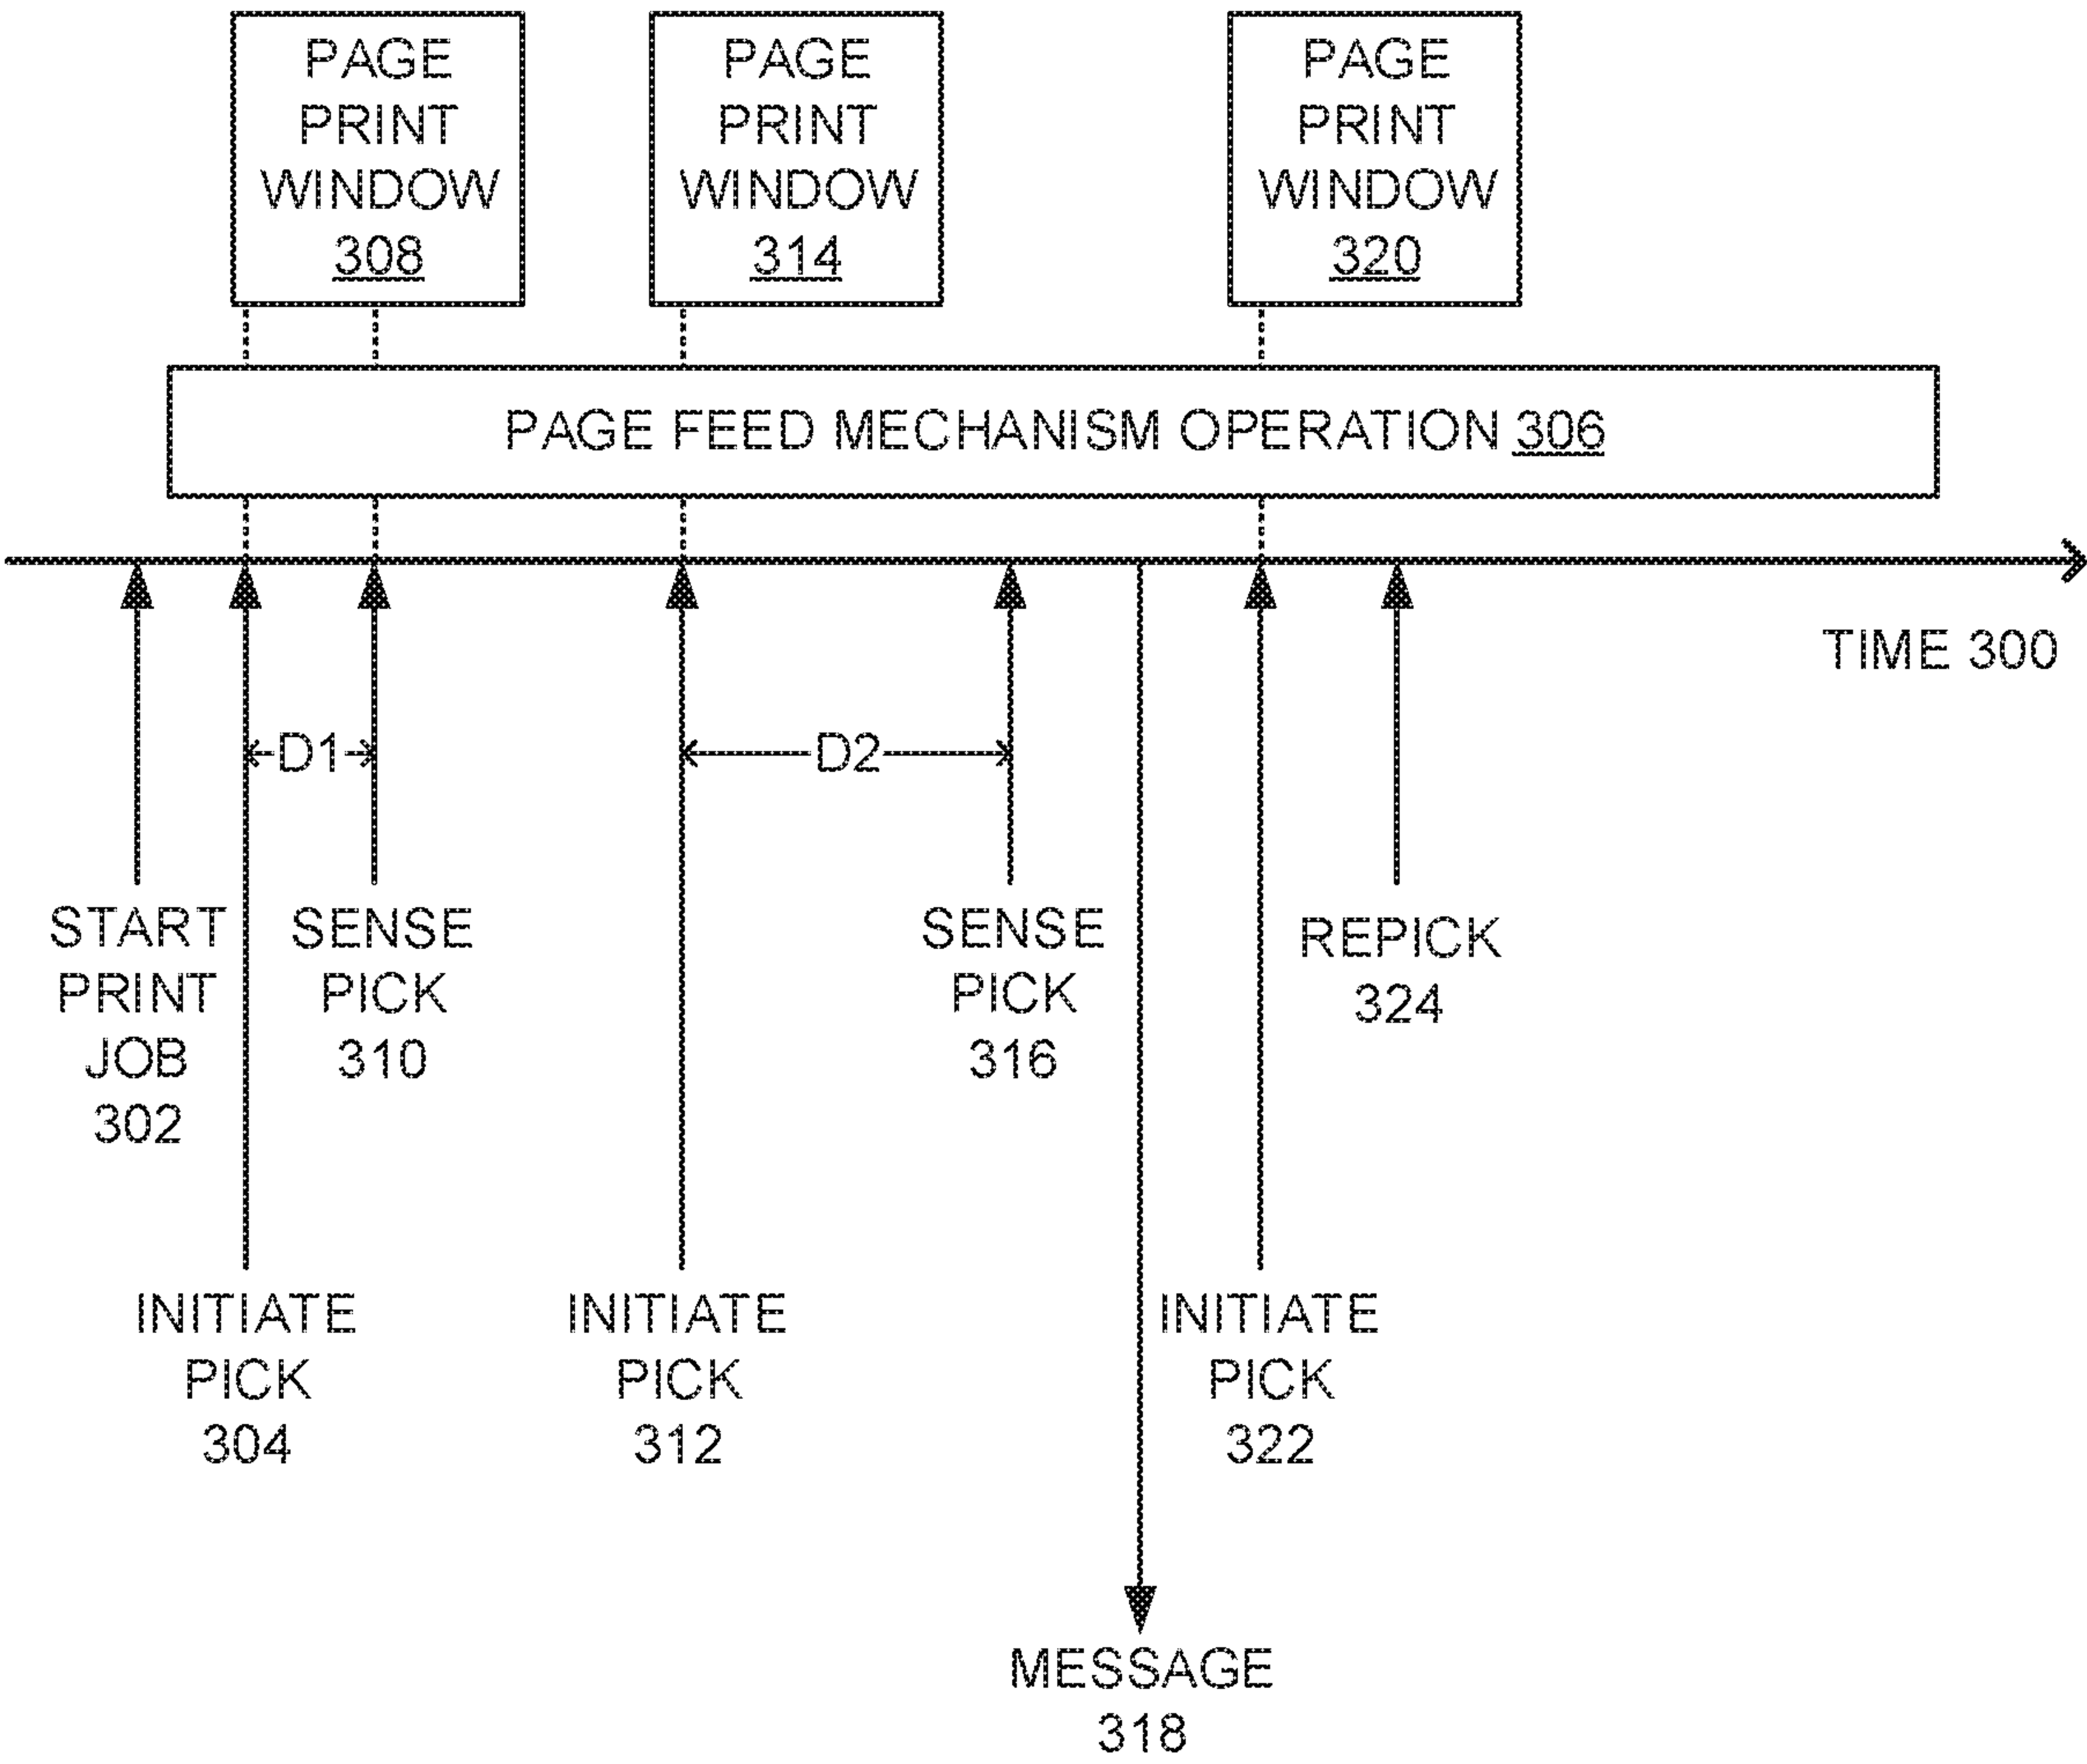 PAGE
PRINT
WINDOW
308
PAGE
PRINT
WINDOW
314
PAGE
PRINT
WINDOW
320
PAGE FEED MECHANISM OPERATION 306
TIME 300
D1
D2
START
PRINT
JOB
302
SENSE
PICK
310
SENSE
PICK
316
REPICK
324
INITIATE
PICK
304
INITIATE
PICK
312
INITIATE
PICK
322
MESSAGE
318